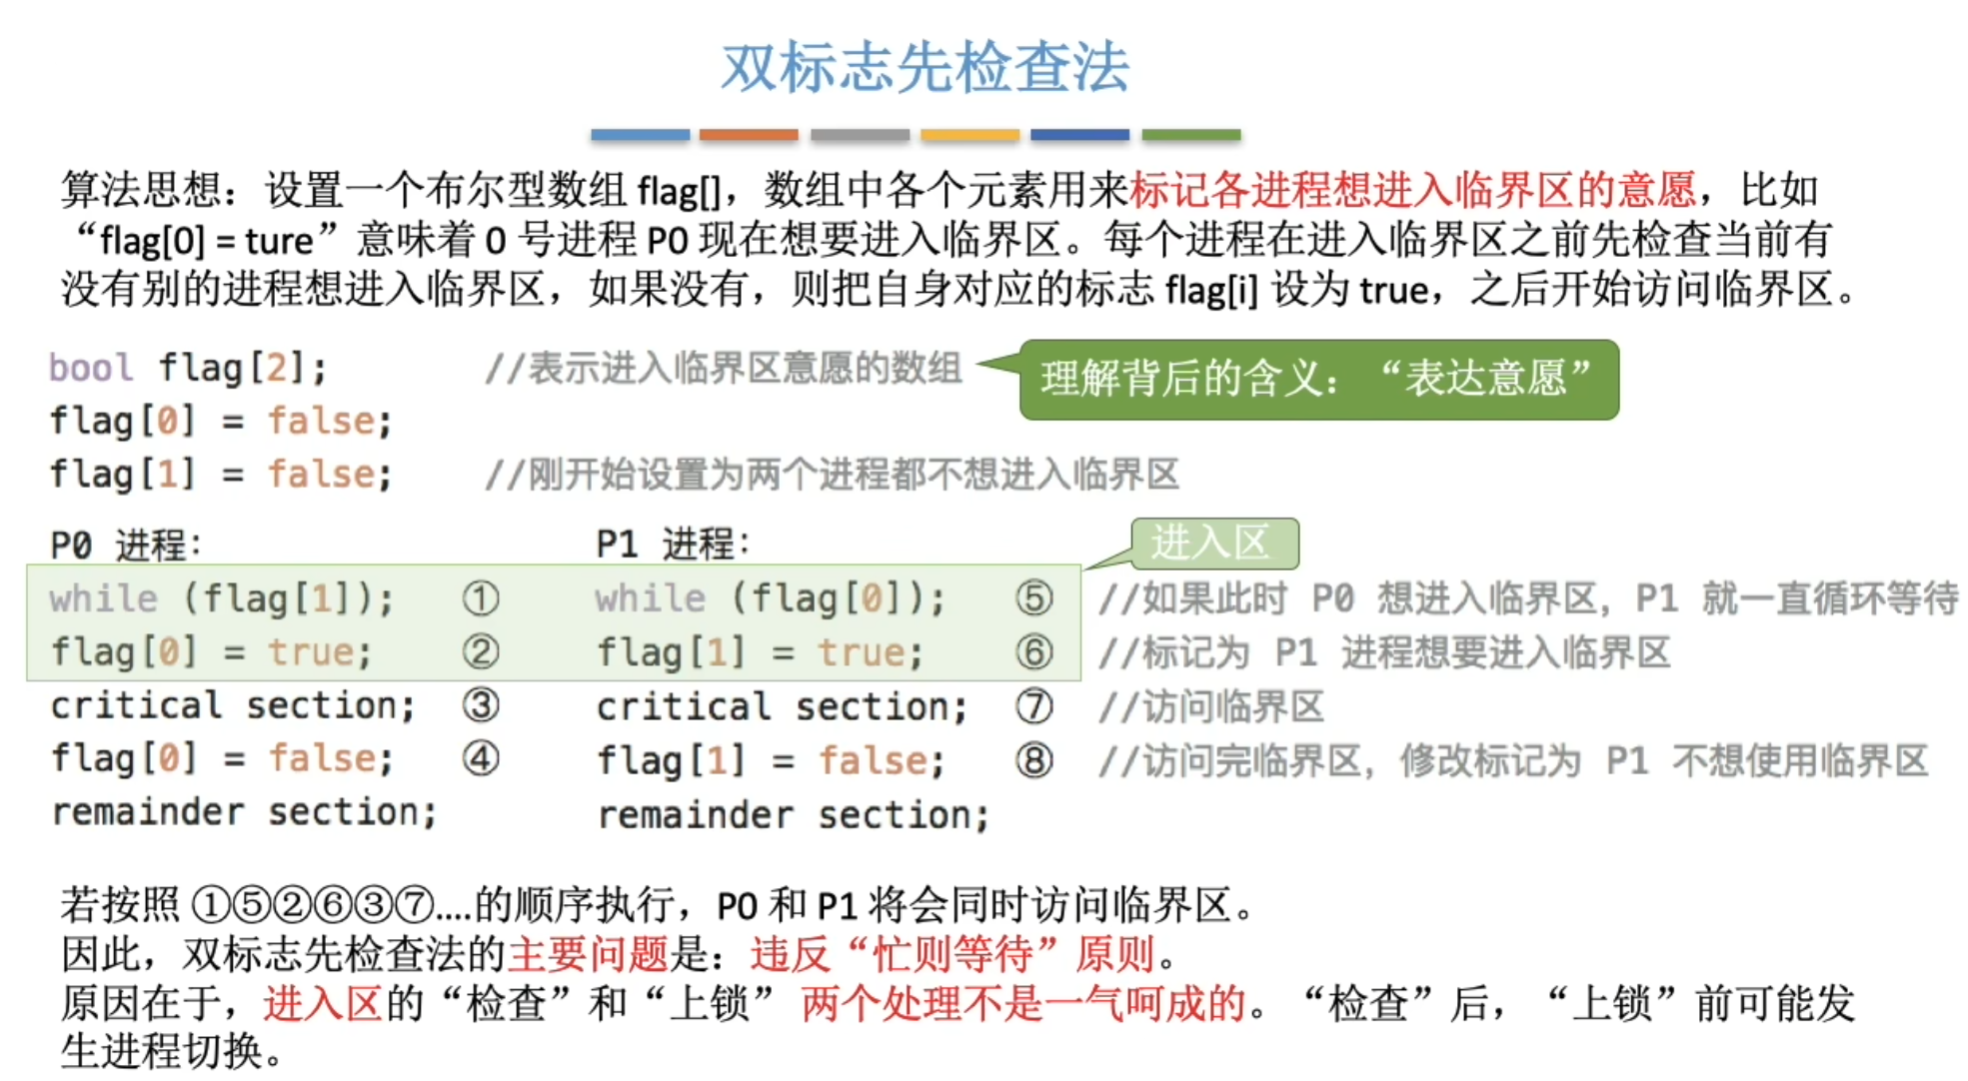 双标志先检查法
算法思想：设置一个布尔型数组 flag[]，数组中各个元素用来标记各进程想进入临界区的意愿，比如
“flag[0] = ture”意味着 0 号进程 P0 现在想要进入临界区。每个进程在进入临界区之前先检查当前有
没有别的进程想进入临界区，如果没有，则把自身对应的标志 flag[i] 设为 true，之后开始访问临界区。
bool flag[2]; //表示进入临界区意愿的数组
理解背后的含义：“表达意愿”
flag[0] = false;
flag[1] = false; //刚开始设置为两个进程都不想进入临界区
P0 进程： P1 进程： 进入区
while (flag[1]); ① while (flag[0]); ⑤ //如果此时 P0 想进入临界区，P1 就一直循环等待
flag[0] = true; ② flag[1] = true; ⑥ //标记为 P1 进程想要进入临界区
critical section; ③ critical section; ⑦ //访问临界区
flag[0] = false; ④ flag[1] = false; ⑧ //访问完临界区，修改标记为 P1 不想使用临界区
remainder section; remainder section;
若按照 ①⑤②⑥③⑦....的顺序执行，P0 和 P1 将会同时访问临界区。
因此，双标志先检查法的主要问题是：违反“忙则等待”原则。
原因在于，进入区的“检查”和“上锁” 两个处理不是一气呵成的。“检查”后，“上锁”前可能发
生进程切换。